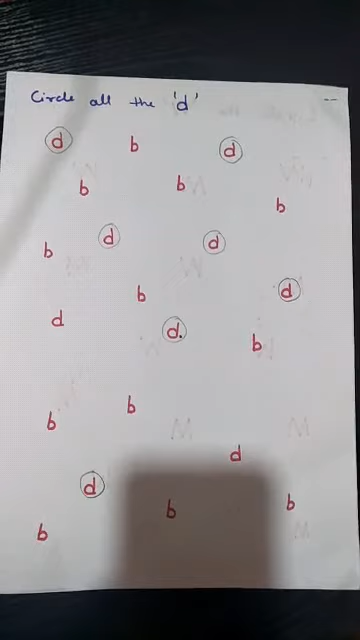 Circle all the 'd'
d b d
b b b
b d d
b d
d d. b
b b
d
d b b
b